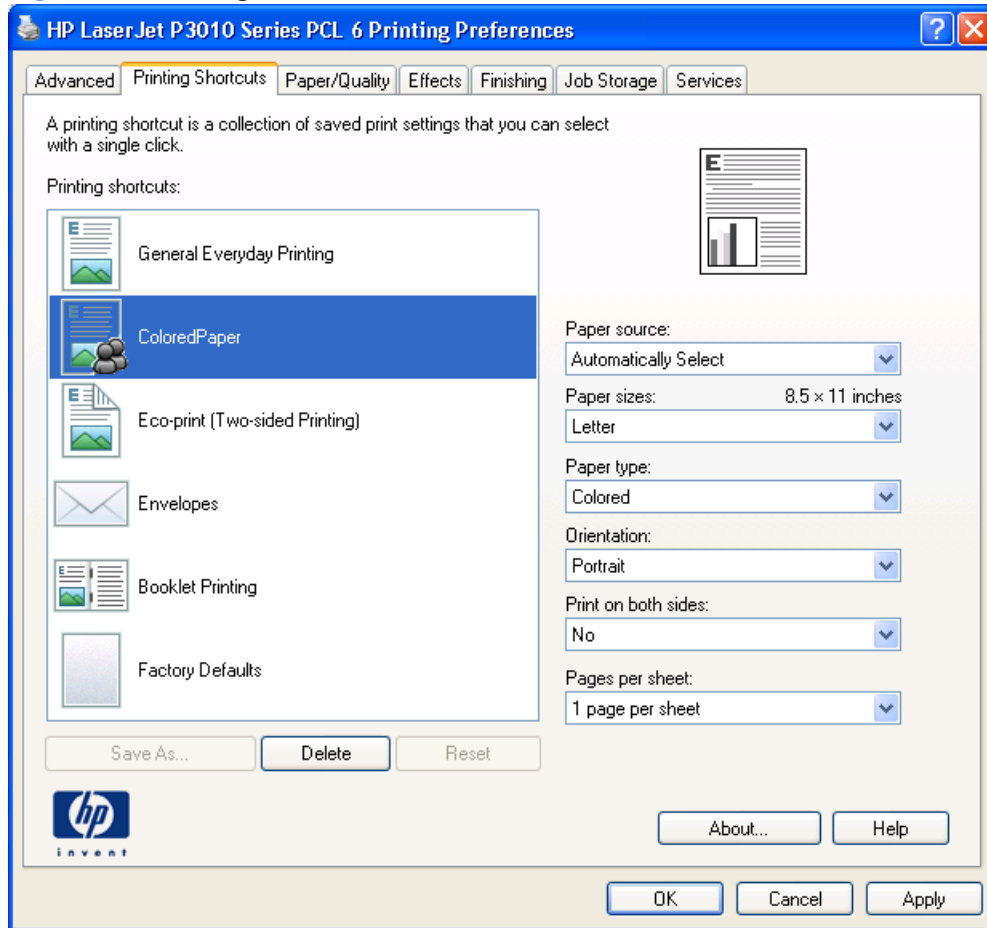 HP LaserJet P3010 Series PCL 6 Printing Preferences
Advanced Printing Shortcuts Paper/Quality Effects Finishing Job Storage Services
A printing shortcut is a collection of saved print settings that you can select
with a single click.
Printing shortcuts:
E
General Everyday Printing
E
ColoredPaper
E
Eco-print (Two-sided Printing)
Envelopes
E
Booklet Printing
Factory Defaults
Save As... Delete Reset
E
Paper source:
Automatically Select
Paper sizes: 8.5 × 11 inches
Letter
Paper type:
Colored
Orientation:
Portrait
Print on both sides:
No
Pages per sheet:
1 page per sheet
hp
invent
About... Help
OK Cancel Apply